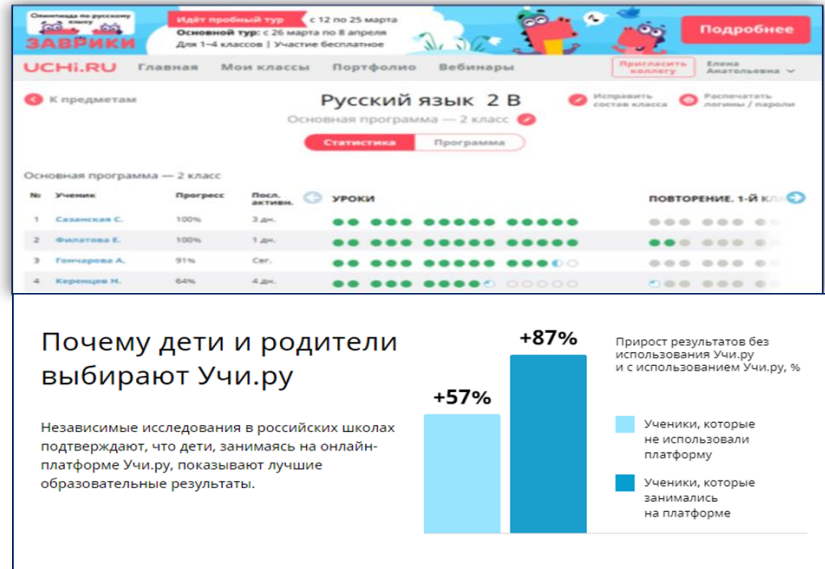 Олимпиада по русскому языку
ЗАВРИКИ
Идёт пробный тур с 12 по 25 марта
Основной тур: с 26 марта по 8 апреля
Для 1–4 классов | Участие бесплатное
Подробнее
UCHi.RU Главная Мои классы Портфолио Вебинары
Пригласить коллегу
Елена Анатольевна
К предметам
Русский язык 2 В
Исправить состав класса
Распечатать логины / пароли
Основная программа — 2 класс
Статистика Программа
Основная программа — 2 класс
№ Ученик Прогресс Посл. активн. УРОКИ ПОВТОРЕНИЕ. 1-Й КЛ
1 Сазанская С. 100% 3 дн.
2 Филатова Е. 100% 1 дн.
3 Гончарова А. 91% Сег.
4 Керенцев Н. 64% 4 дн.
Почему дети и родители
выбирают Учи.ру
Независимые исследования в российских школах
подтверждают, что дети, занимаясь на онлайн-
платформе Учи.ру, показывают лучшие
образовательные результаты.
+57%
+87%
Прирост результатов без
использования Учи.ру
и с использованием Учи.ру, %
Ученики, которые
не использовали
платформу
Ученики, которые
занимались
на платформе